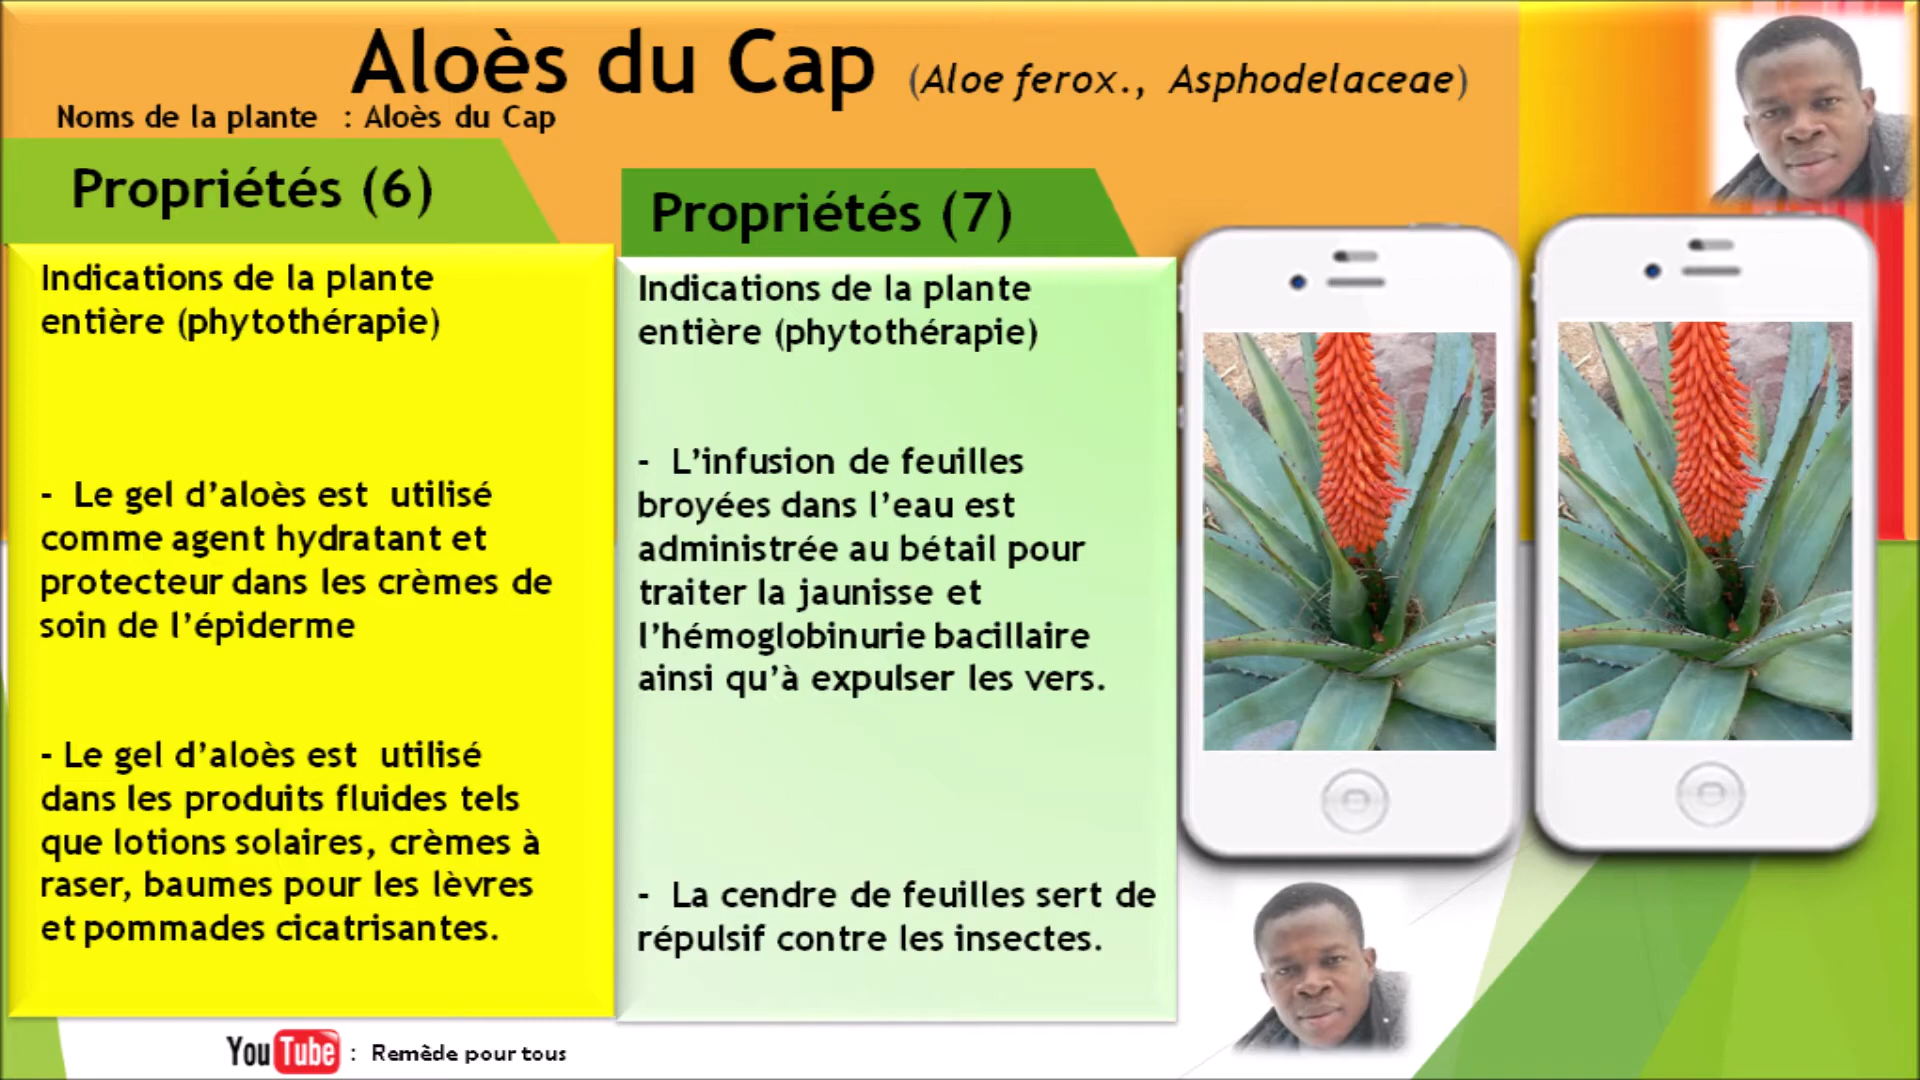 Aloès du Cap (Aloe ferox., Asphodelaceae)
Noms de la plante : Aloès du Cap
Propriétés (6)
Indications de la plante
entière (phytothérapie)
- Le gel d’aloès est utilisé
comme agent hydratant et
protecteur dans les crèmes de
soin de l’épiderme
- Le gel d’aloès est utilisé
dans les produits fluides tels
que lotions solaires, crèmes à
raser, baumes pour les lèvres
et pommades cicatrisantes.
Propriétés (7)
Indications de la plante
entière (phytothérapie)
- L’infusion de feuilles
broyées dans l’eau est
administrée au bétail pour
traiter la jaunisse et
l’hémoglobinurie bacillaire
ainsi qu’à expulser les vers.
- La cendre de feuilles sert de
répulsif contre les insectes.
YouTube : Remède pour tous